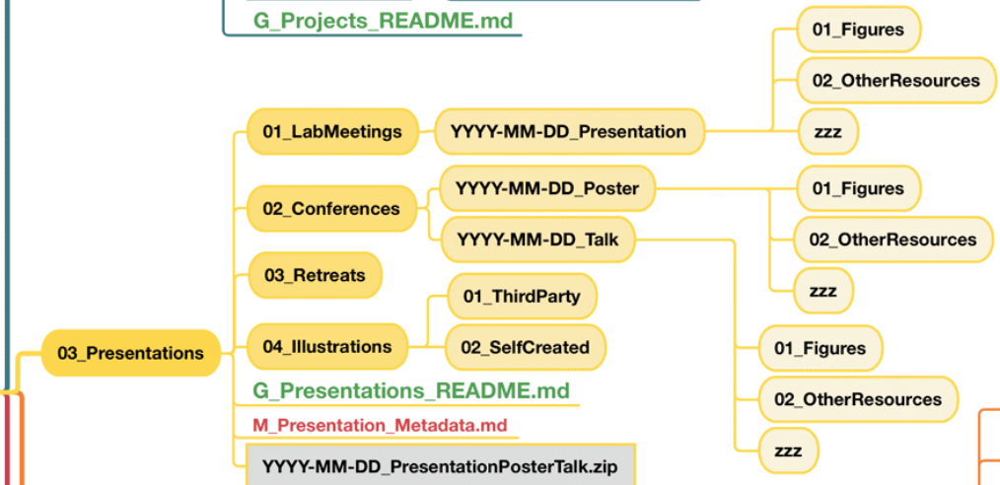 G_Projects_README.md
01_Figures
02_OtherResources
01_LabMeetings
YYYY-MM-DD_Presentation
zzz
YYYY-MM-DD_Poster
01_Figures
02_Conferences
YYYY-MM-DD_Talk
02_OtherResources
03_Retreats
zzz
01_ThirdParty
03_Presentations
04_Illustrations
02_SelfCreated
01_Figures
G_Presentations_README.md
02_OtherResources
M_Presentation_Metadata.md
zzz
YYYY-MM-DD_PresentationPosterTalk.zip